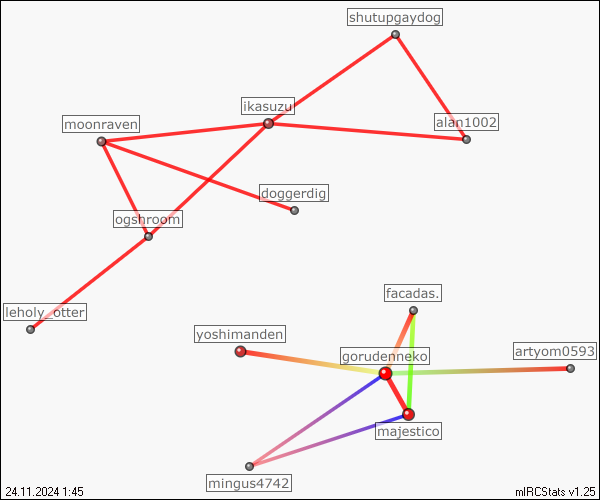 shutupgaydog
ikasuzu
moonraven
alan1002
doggerdig
ogshroom
leholy_otter
facadas.
yoshimanden
gorudenneko
artyom0593
majestico
mingus4742
24.11.2024 1:45
mIRCStats v1.25